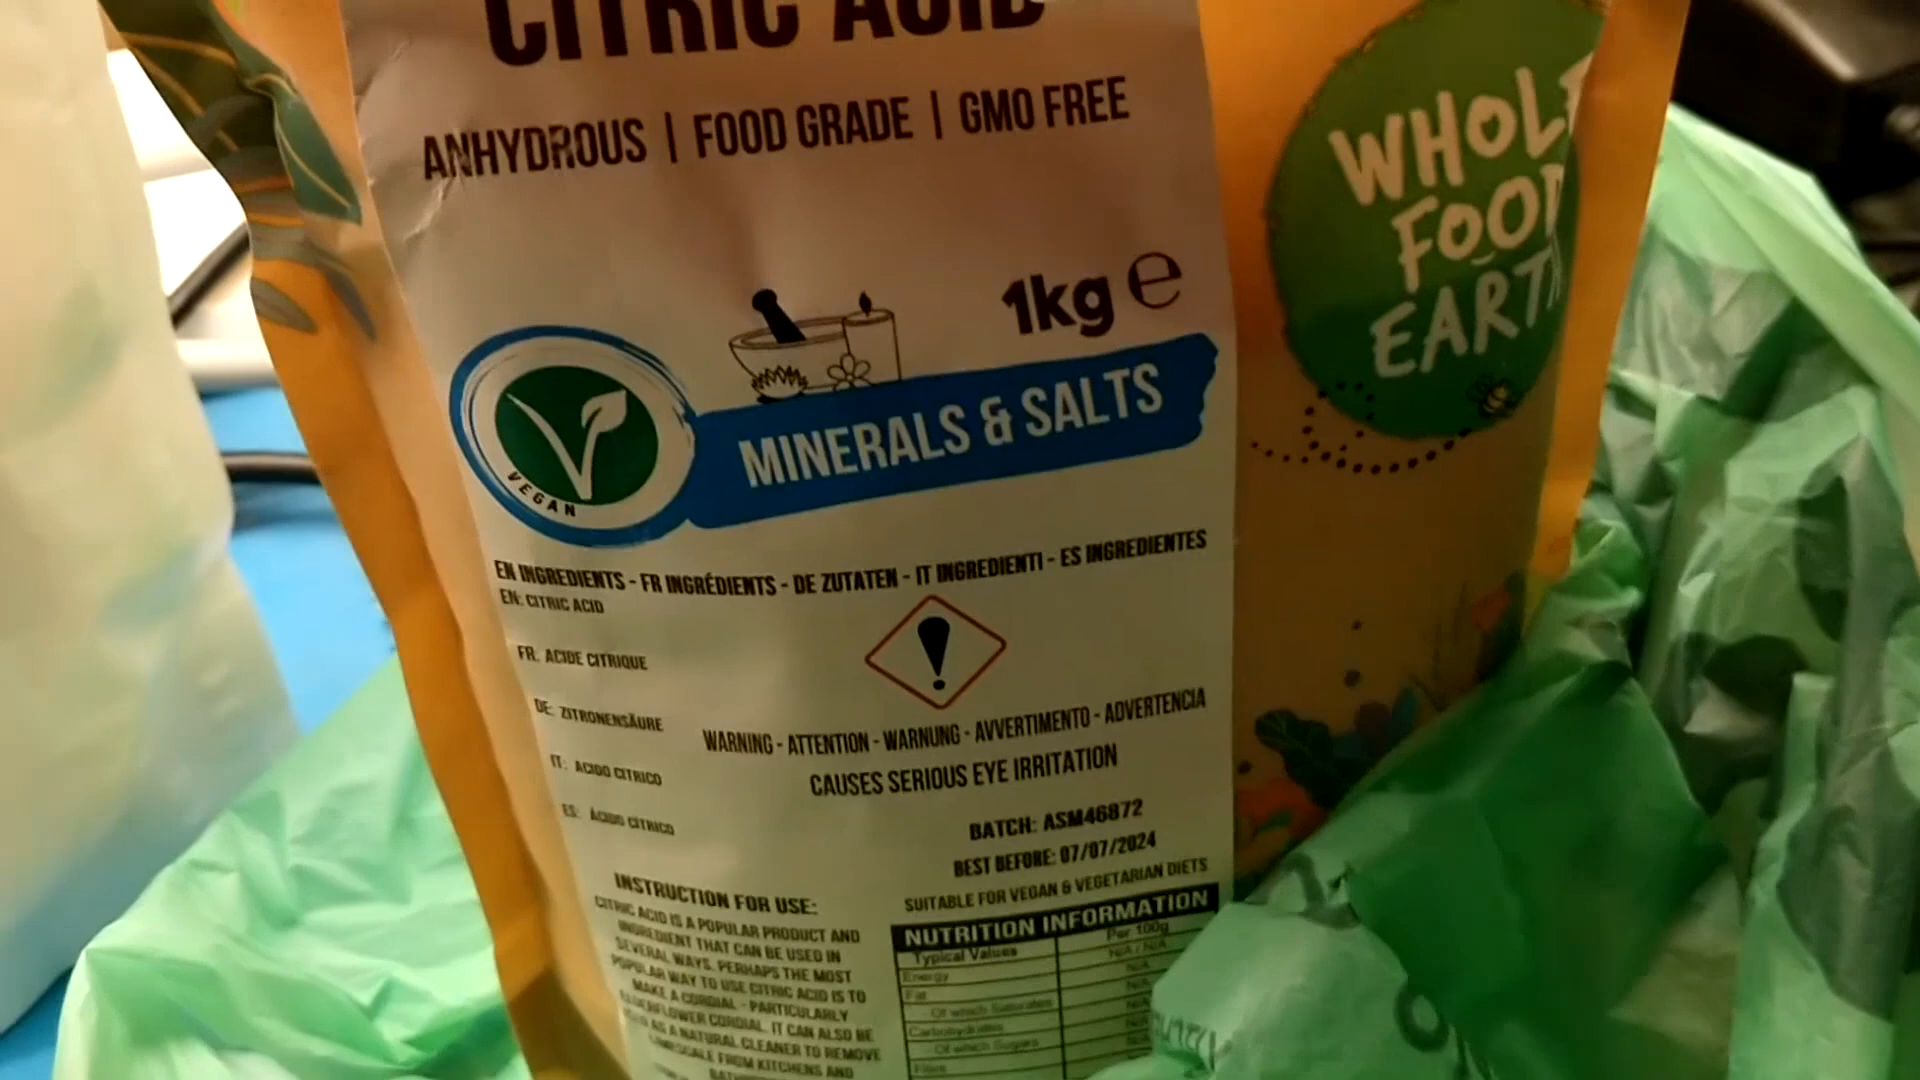 CITRIC ACID
ANHYDROUS | FOOD GRADE | GMO FREE
1kg ℮
VEGAN
MINERALS & SALTS
WHOLE
FOOD
EARTH
EN INGREDIENTS - FR INGRÉDIENTS - DE ZUTATEN - IT INGREDIENTI - ES INGREDIENTES
EN: CITRIC ACID
FR: ACIDE CITRIQUE
DE: ZITRONENSÄURE
IT: ACIDO CITRICO
ES: ÁCIDO CÍTRICO
WARNING - ATTENTION - WARNUNG - AVVERTIMENTO - ADVERTENCIA
CAUSES SERIOUS EYE IRRITATION
BATCH: ASM46872
BEST BEFORE: 07/07/2024
SUITABLE FOR VEGAN & VEGETARIAN DIETS
INSTRUCTION FOR USE:
CITRIC ACID IS A POPULAR PRODUCT AND
INGREDIENT THAT CAN BE USED IN
SEVERAL WAYS. PERHAPS THE MOST
POPULAR WAY TO USE CITRIC ACID IS TO
MAKE A CORDIAL - PARTICULARLY
ELDERFLOWER CORDIAL. IT CAN ALSO BE
USED AS A NATURAL CLEANER TO REMOVE
LIMESCALE FROM KITCHENS AND
NUTRITION INFORMATION
Typical Values Per 100g
Energy N/A / N/A
Fat N/A
- Of which Saturates N/A
Carbohydrates N/A
- Of which Sugars N/A
Fibre